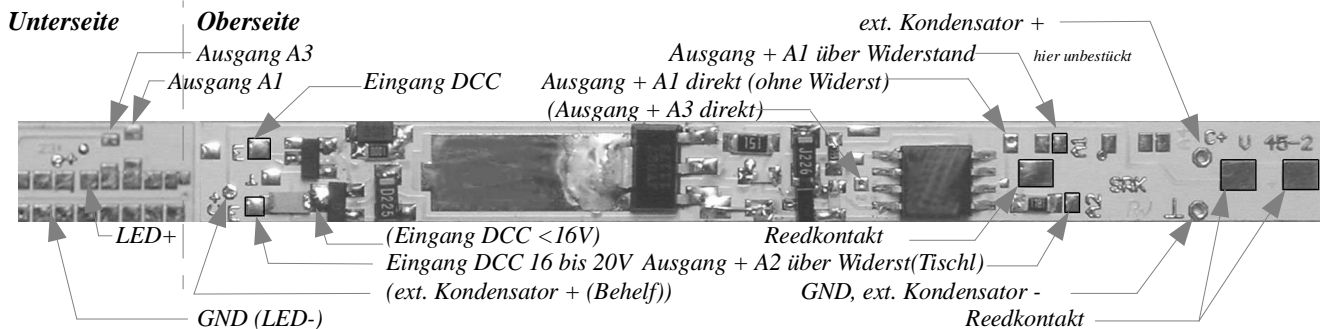 Unterseite
Oberseite
ext. Kondensator +
Ausgang A3
Ausgang + A1 über Widerstand
hier unbestückt
Ausgang A1
Eingang DCC
Ausgang + A1 direkt (ohne Widerst)
(Ausgang + A3 direkt)
C+
V 45-2
151
D225
SRK
LED+
(Eingang DCC <16V)
Reedkontakt
Eingang DCC 16 bis 20V
Ausgang + A2 über Widerst(Tischl)
(ext. Kondensator + (Behelf))
GND, ext. Kondensator -
GND (LED-)
Reedkontakt